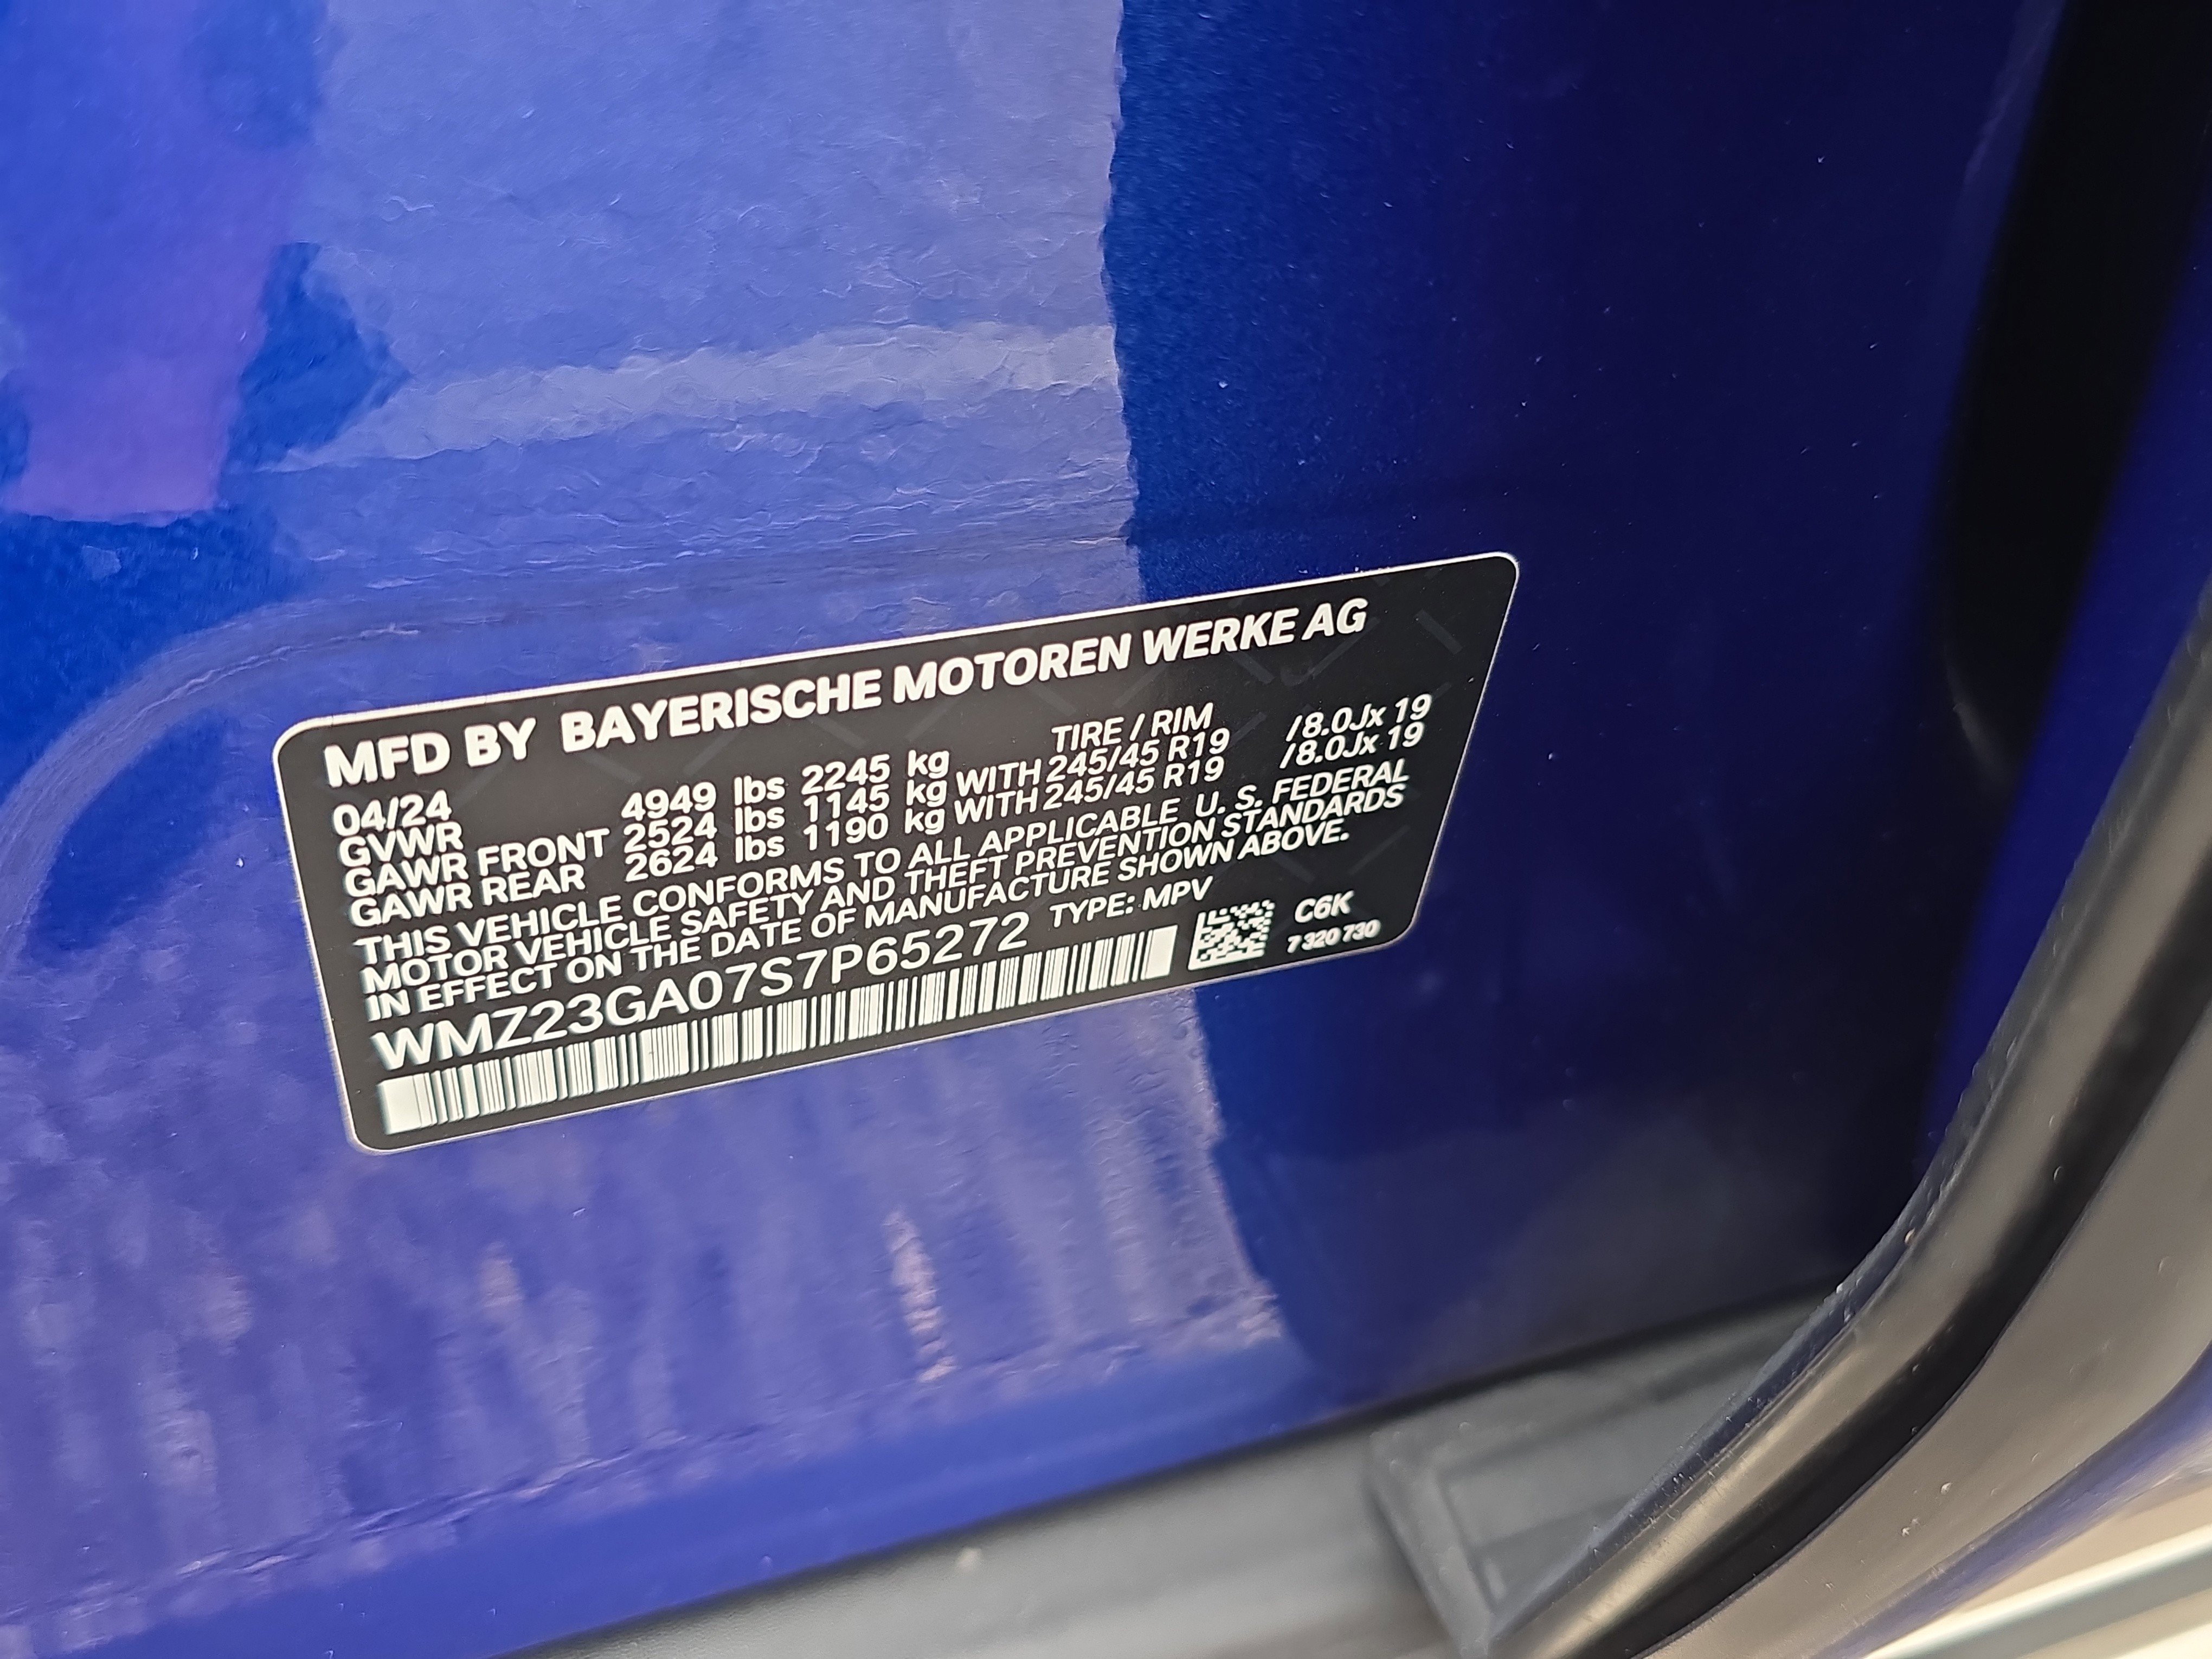 MFD BY BAYERISCHE MOTOREN WERKE AG
04/24 TIRE / RIM
GVWR 4949 lbs 2245 kg
GAWR FRONT 2524 lbs 1145 kg WITH 245/45 R19 /8.0Jx 19
GAWR REAR 2624 lbs 1190 kg WITH 245/45 R19 /8.0Jx 19
THIS VEHICLE CONFORMS TO ALL APPLICABLE U. S. FEDERAL
MOTOR VEHICLE SAFETY AND THEFT PREVENTION STANDARDS
IN EFFECT ON THE DATE OF MANUFACTURE SHOWN ABOVE.
WMZ23GA07S7P65272 TYPE: MPV
C6K
7 320 730